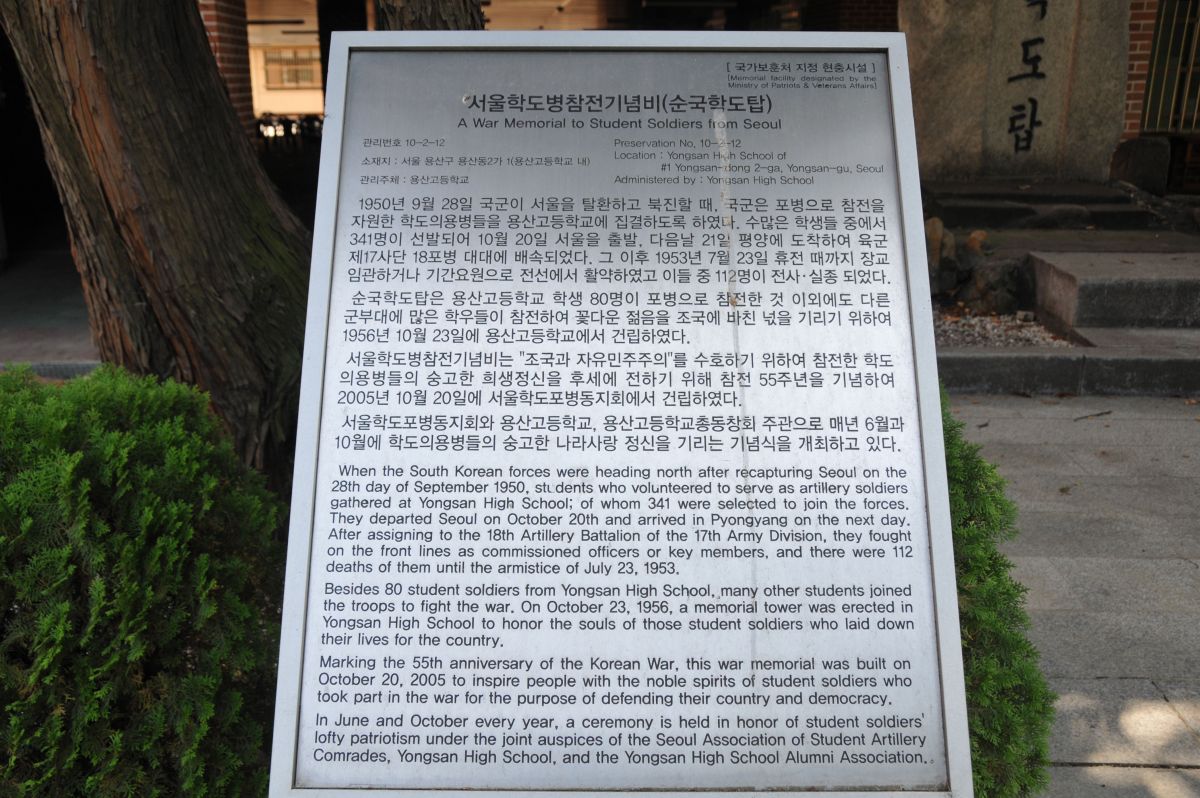 도
탑
[ 국가보훈처 지정 현충시설 ]
[Memorial facility designated by the
Ministry of Patriots & Veterans Affairs]
서울학도병참전기념비(순국학도탑)
A War Memorial to Student Soldiers from Seoul
관리번호 10-2-12
소재지 : 서울 용산구 용산동2가 1(용산고등학교 내)
관리주체 : 용산고등학교
Preservation No, 10-2-12
Location : Yongsan High School of
#1 Yongsan-dong 2-ga, Yongsan-gu, Seoul
Administered by : Yongsan High School
1950년 9월 28일 국군이 서울을 탈환하고 북진할 때, 국군은 포병으로 참전을
자원한 학도의용병들을 용산고등학교에 집결하도록 하였다. 수많은 학생들 중에서
341명이 선발되어 10월 20일 서울을 출발, 다음날 21일 평양에 도착하여 육군
제17사단 18포병 대대에 배속되었다. 그 이후 1953년 7월 23일 휴전 때까지 장교
임관하거나 기간요원으로 전선에서 활약하였고 이들 중 112명이 전사·실종 되었다.
순국학도탑은 용산고등학교 학생 80명이 포병으로 참전한 것 이외에도 다른
군부대에 많은 학우들이 참전하여 꽃다운 젊음을 조국에 바친 넋을 기리기 위하여
1956년 10월 23일에 용산고등학교에서 건립하였다.
서울학도병참전기념비는 "조국과 자유민주주의"를 수호하기 위하여 참전한 학도
의용병들의 숭고한 희생정신을 후세에 전하기 위해 참전 55주년을 기념하여
2005년 10월 20일에 서울학도포병동지회에서 건립하였다.
서울학도포병동지회와 용산고등학교, 용산고등학교총동창회 주관으로 매년 6월과
10월에 학도의용병들의 숭고한 나라사랑 정신을 기리는 기념식을 개최하고 있다.
When the South Korean forces were heading north after recapturing Seoul on the
28th day of September 1950, students who volunteered to serve as artillery soldiers
gathered at Yongsan High School; of whom 341 were selected to join the forces.
They departed Seoul on October 20th and arrived in Pyongyang on the next day.
After assigning to the 18th Artillery Battalion of the 17th Army Division, they fought
on the front lines as commissioned officers or key members, and there were 112
deaths of them until the armistice of July 23, 1953.
Besides 80 student soldiers from Yongsan High School, many other students joined
the troops to fight the war. On October 23, 1956, a memorial tower was erected in
Yongsan High School to honor the souls of those student soldiers who laid down
their lives for the country.
Marking the 55th anniversary of the Korean War, this war memorial was built on
October 20, 2005 to inspire people with the noble spirits of student soldiers who
took part in the war for the purpose of defending their country and democracy.
In June and October every year, a ceremony is held in honor of student soldiers'
lofty patriotism under the joint auspices of the Seoul Association of Student Artillery
Comrades, Yongsan High School, and the Yongsan High School Alumni Association.